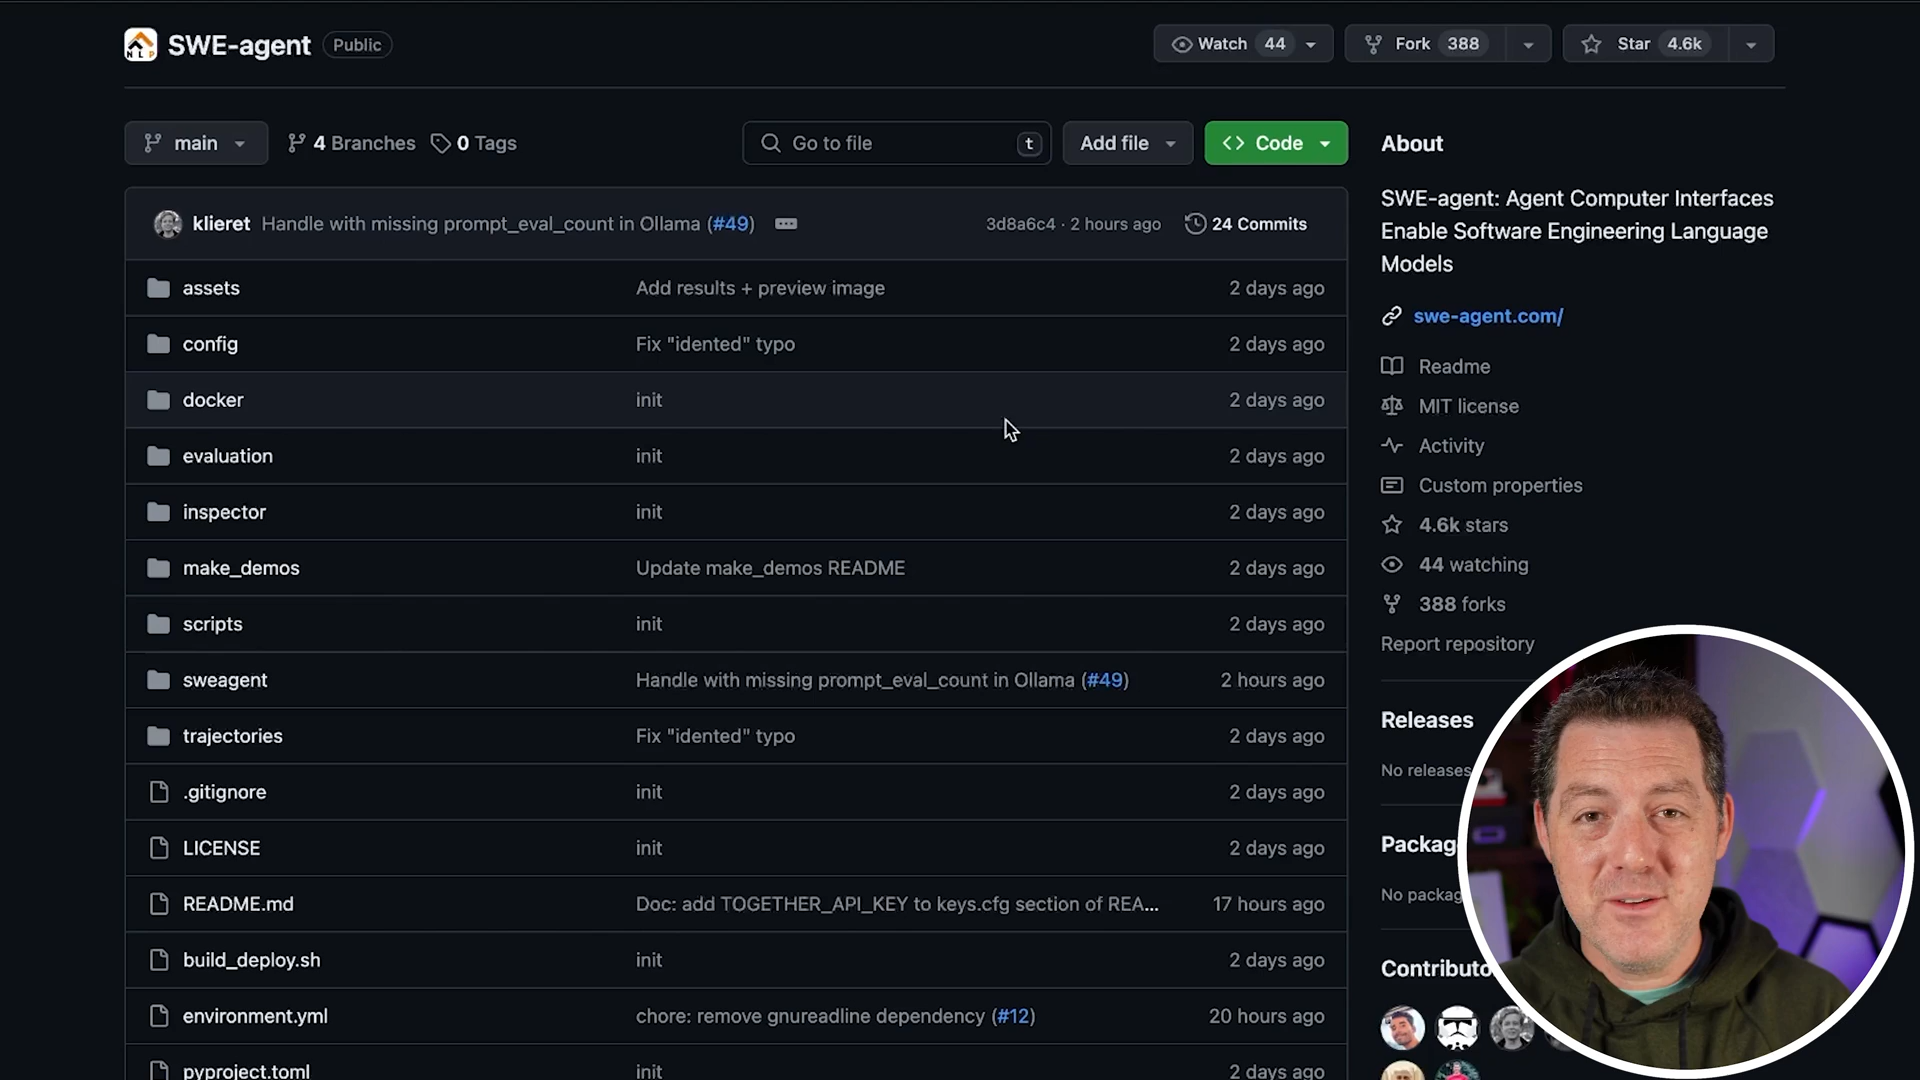 SWE-agent Public
Watch 44
Fork 388
Star 4.6k
main
4 Branches
0 Tags
Go to file t
Add file
Code
klieret Handle with missing prompt_eval_count in Ollama (#49)
3d8a6c4 · 2 hours ago
24 Commits
assets Add results + preview image 2 days ago
config Fix "idented" typo 2 days ago
docker init 2 days ago
evaluation init 2 days ago
inspector init 2 days ago
make_demos Update make_demos README 2 days ago
scripts init 2 days ago
sweagent Handle with missing prompt_eval_count in Ollama (#49) 2 hours ago
trajectories Fix "idented" typo 2 days ago
.gitignore init 2 days ago
LICENSE init 2 days ago
README.md Doc: add TOGETHER_API_KEY to keys.cfg section of REA... 17 hours ago
build_deploy.sh init 2 days ago
environment.yml chore: remove gnureadline dependency (#12) 20 hours ago
pyproject.toml init 2 days ago
About
SWE-agent: Agent Computer Interfaces
Enable Software Engineering Language
Models
swe-agent.com/
Readme
MIT license
Activity
Custom properties
4.6k stars
44 watching
388 forks
Report repository
Releases
No releases
Packag
No packag
Contributo